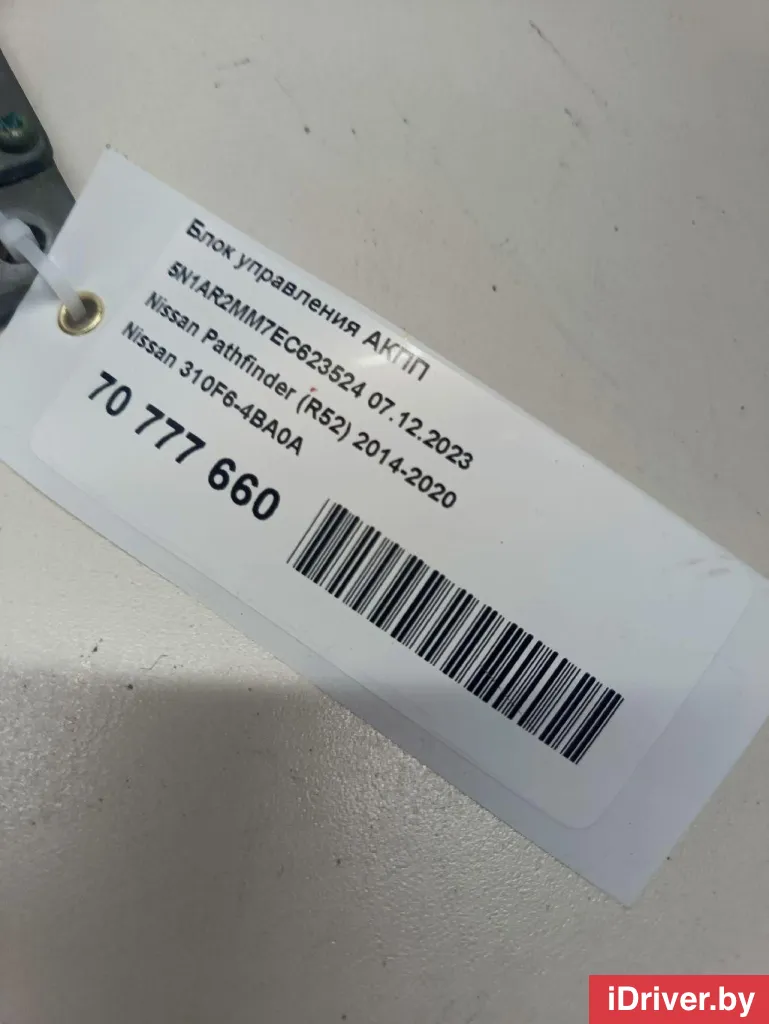 Блок управления АКПП
5N1AR2MM7EC623524 07.12.2023
Nissan Pathfinder (R52) 2014-2020
Nissan 310F6-4BA0A
70 777 660
iDriver.by